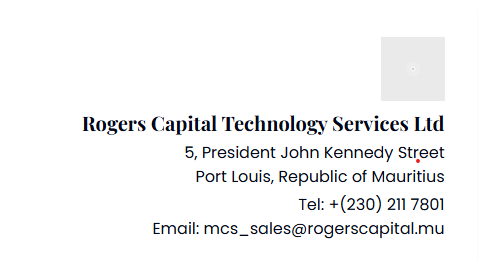 Rogers Capital Technology Services Ltd
5, President John Kennedy Street
Port Louis, Republic of Mauritius
Tel: +(230) 211 7801
Email: mcs_sales@rogerscapital.mu